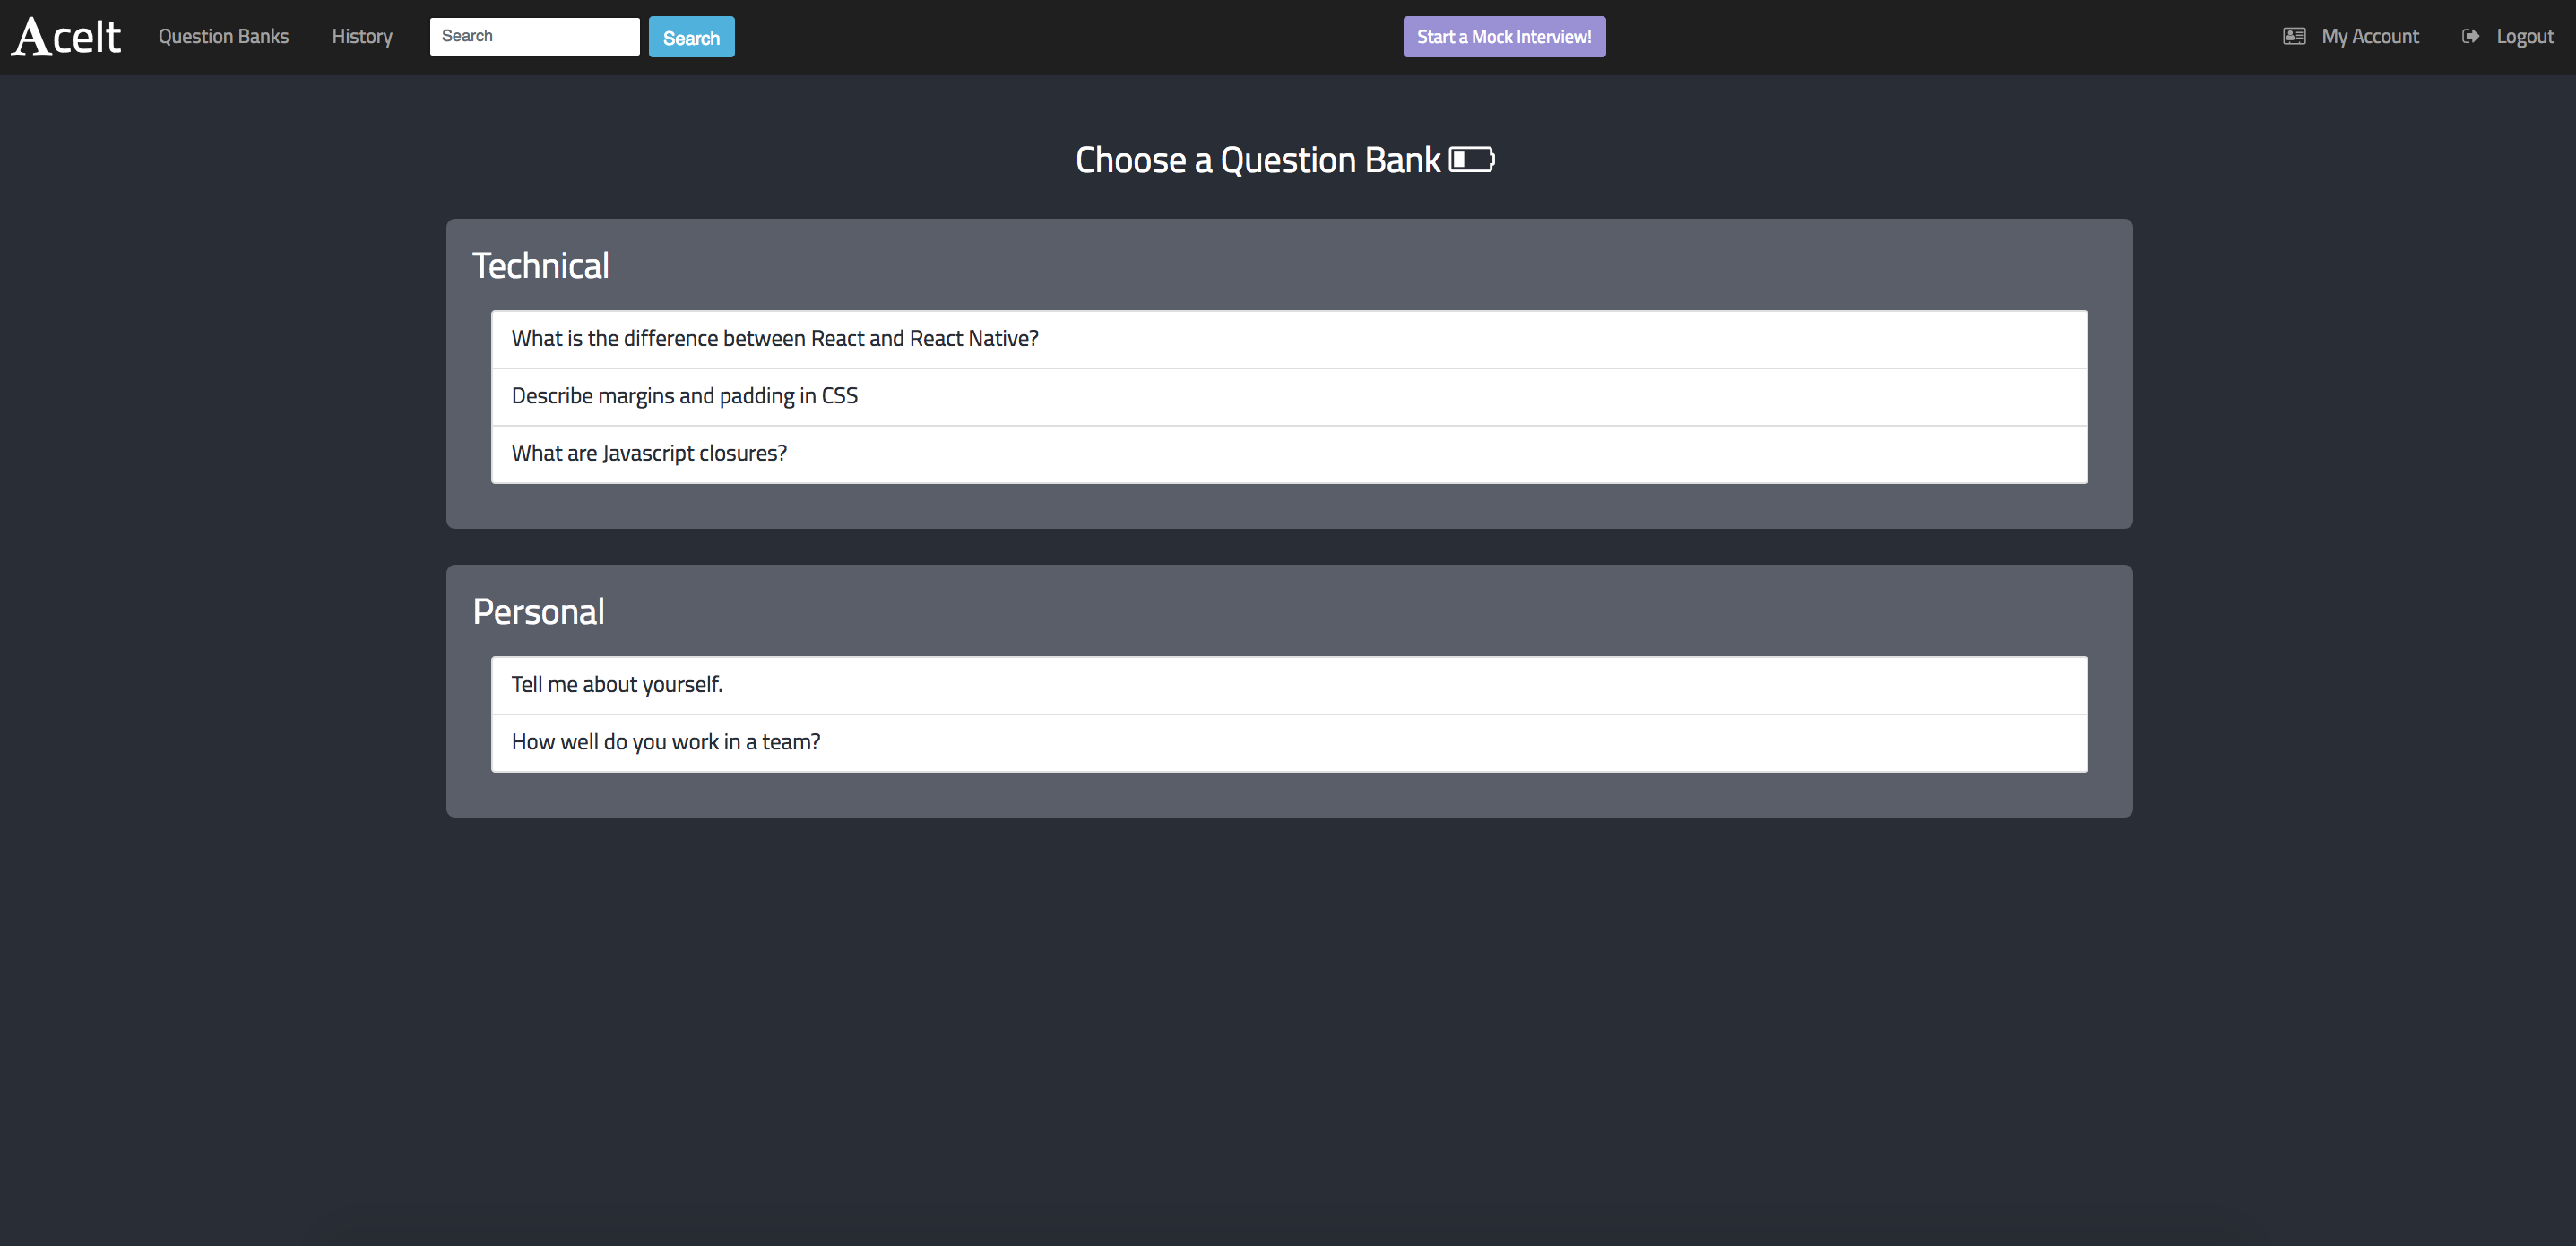 AceIt
Question Banks
History
Search
Search
Start a Mock Interview!
My Account
Logout
Choose a Question Bank
Technical
What is the difference between React and React Native?
Describe margins and padding in CSS
What are Javascript closures?
Personal
Tell me about yourself.
How well do you work in a team?